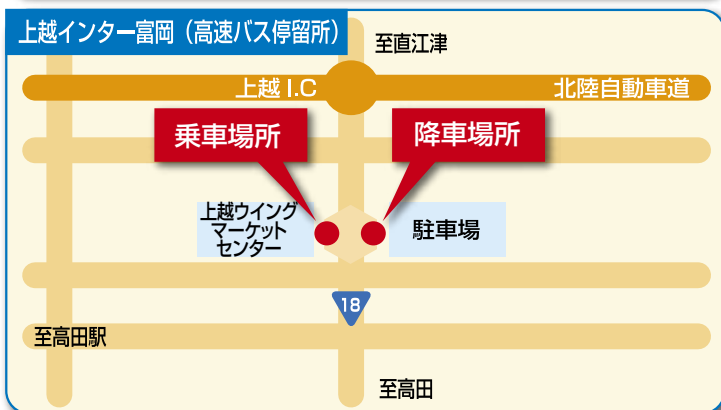 上越インター富岡（高速バス停留所）
至直江津
上越I.C
北陸自動車道
乗車場所
降車場所
上越ウイング
マーケット
センター
駐車場
18
至高田駅
至高田